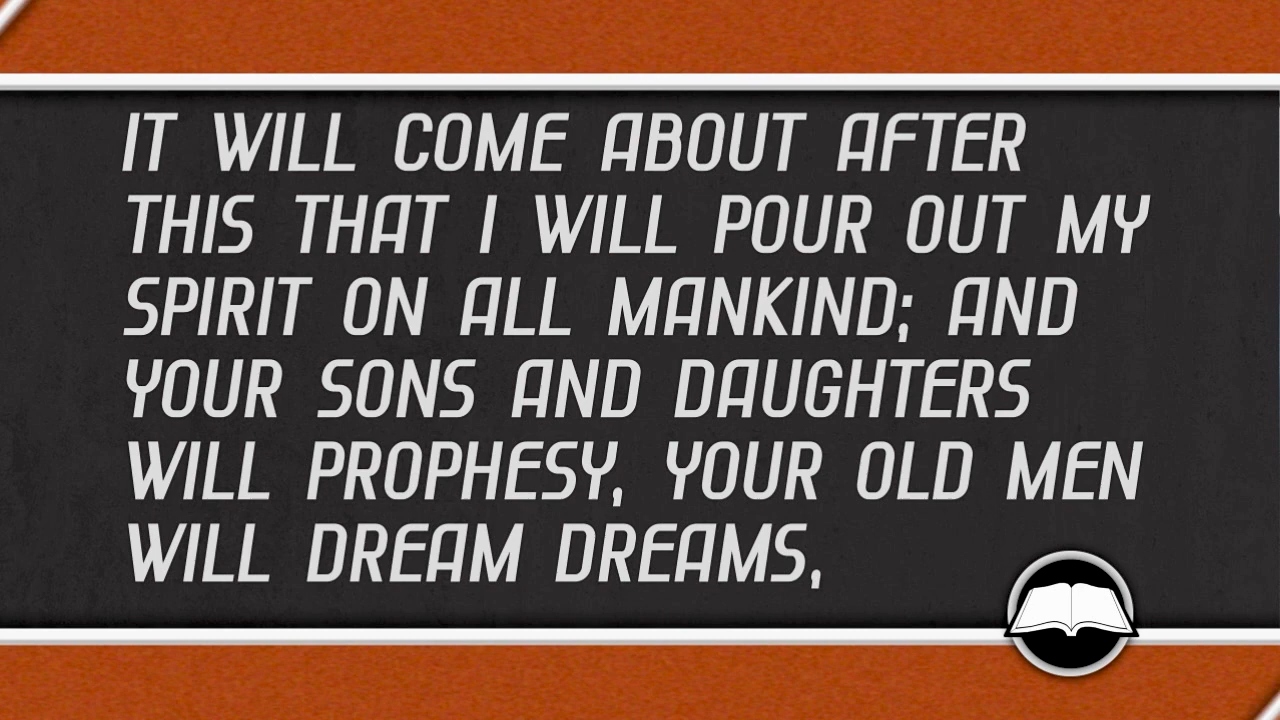 IT WILL COME ABOUT AFTER
THIS THAT I WILL POUR OUT MY
SPIRIT ON ALL MANKIND; AND
YOUR SONS AND DAUGHTERS
WILL PROPHESY, YOUR OLD MEN
WILL DREAM DREAMS,